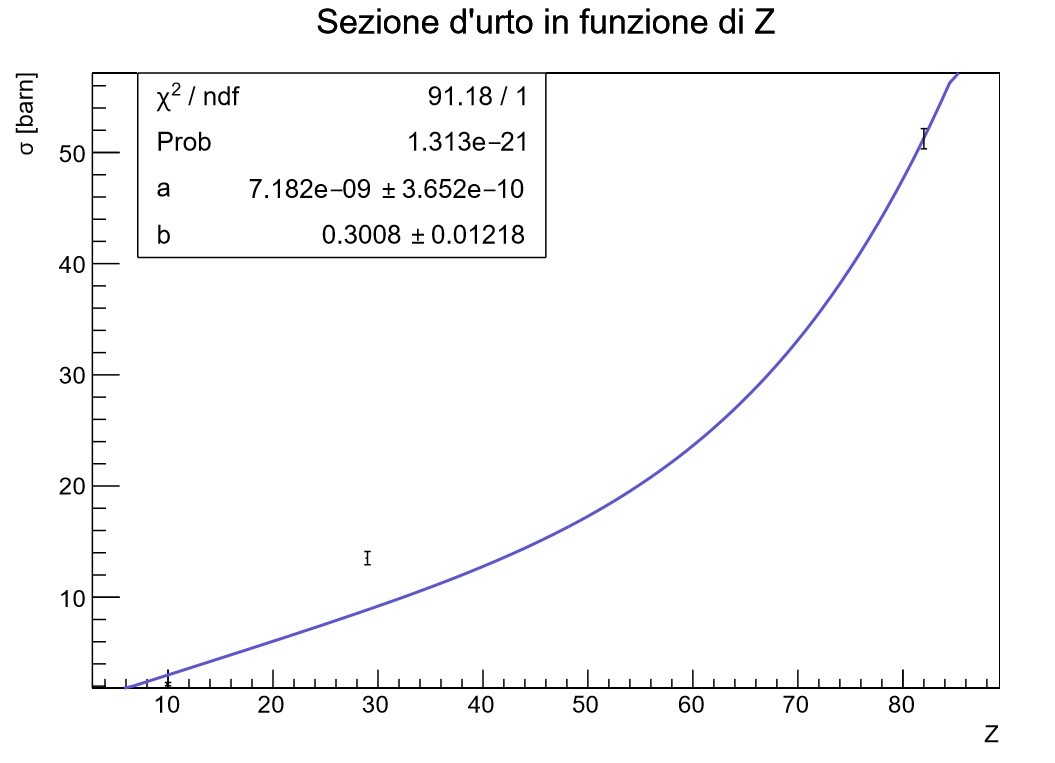 Sezione d'urto in funzione di Z
σ [barn]
χ² / ndf 91.18 / 1
Prob 1.313e−21
a 7.182e−09 ± 3.652e−10
b 0.3008 ± 0.01218
50
40
30
20
10
10 20 30 40 50 60 70 80
Z